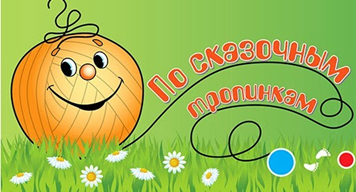 По сказочным
тропинкам